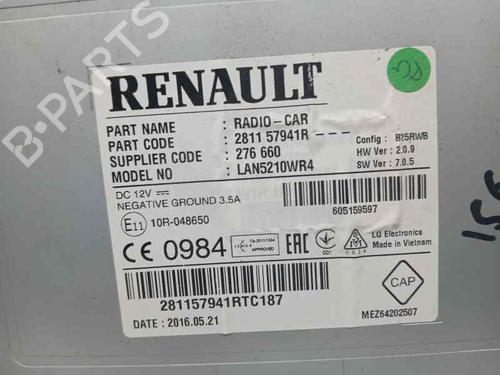 RENAULT
PART NAME : RADIO-CAR
PART CODE : 2811 57941R - - -
SUPPLIER CODE : 276 660
MODEL NO : LAN5210WR4
Config : B25RWB
HW Ver : 2.0.9
SW Ver : 7.0.5
DC 12V
NEGATIVE GROUND 3.5A
605159597
E11 10R-048650
CE 0984
APPROVED
EAC
001
LG Electronics
Made in Vietnam
281157941RTC187
CAP
DATE : 2016.05.21
MEZ64202507
B-PARTS